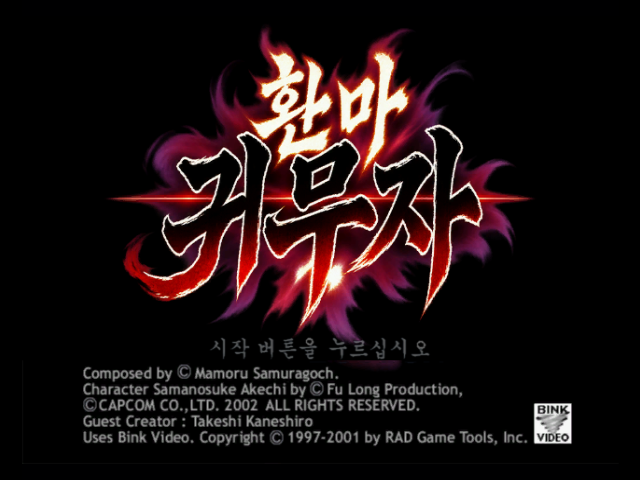 환마
귀무자
시작 버튼을 누르십시오
Composed by © Mamoru Samuragoch.
Character Samanosuke Akechi by © Fu Long Production,
© CAPCOM CO.,LTD. 2002 ALL RIGHTS RESERVED.
Guest Creator : Takeshi Kaneshiro
Uses Bink Video. Copyright © 1997-2001 by RAD Game Tools, Inc.
BINK
VIDEO